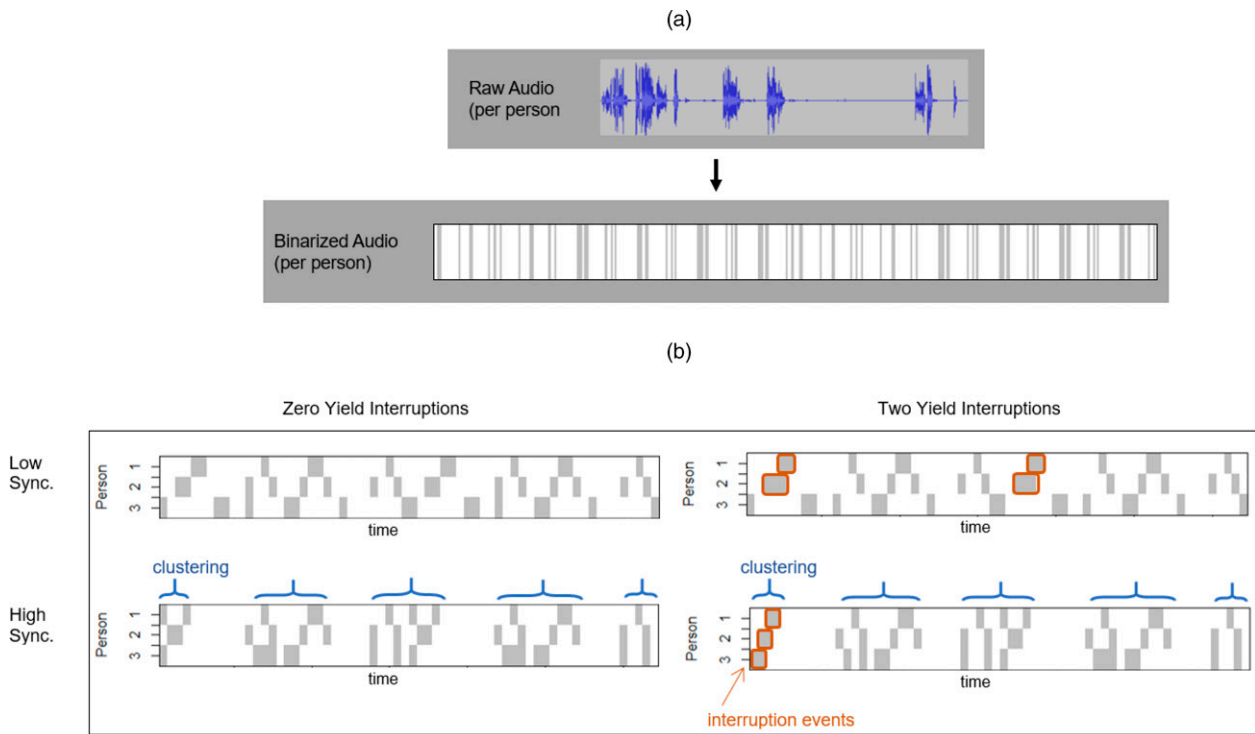 (a)
Raw Audio
(per person
Binarized Audio
(per person)
(b)
Zero Yield Interruptions
Two Yield Interruptions
Low
Sync.
Person
1
2
3
time
Person
1
2
3
time
High
Sync.
clustering
Person
1
2
3
time
clustering
Person
1
2
3
time
interruption events